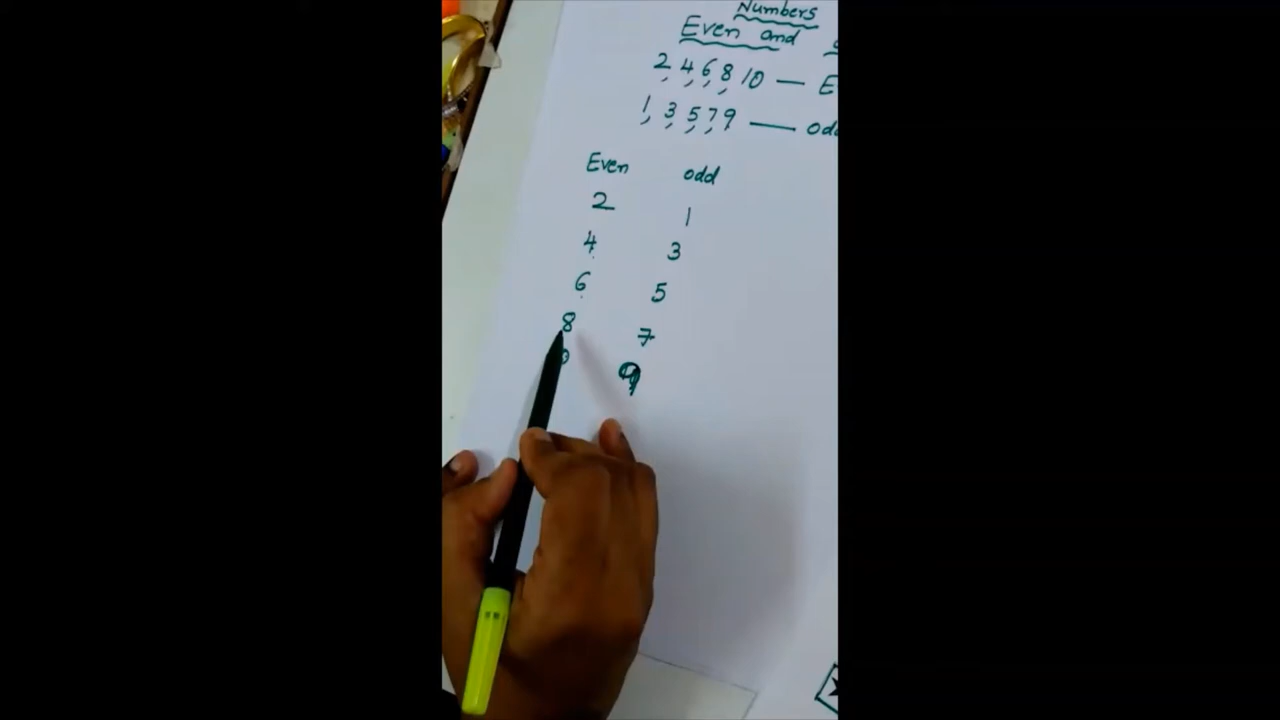 Numbers
Even and
2, 4, 6, 8, 10 — E
1, 3, 5, 7, 9 — Odd
Even odd
2 1
4 3
6 5
8 7
9